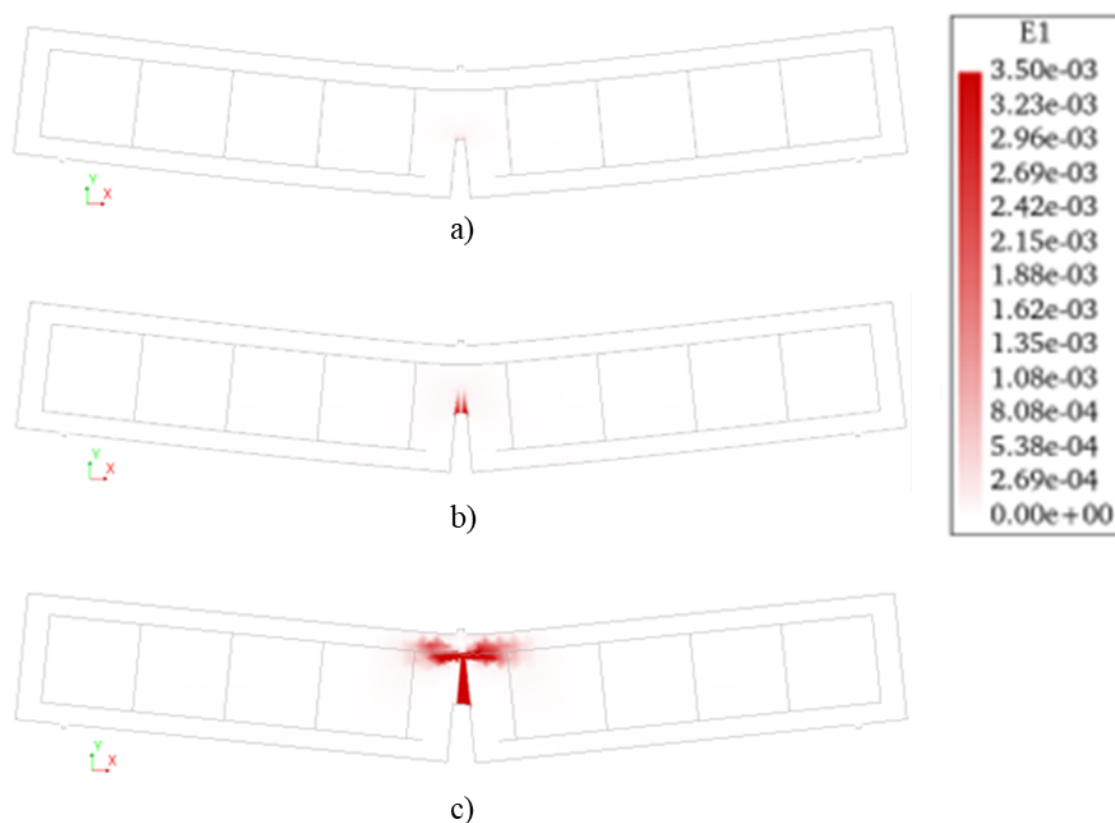 E1
3.50e-03
3.23e-03
2.96e-03
2.69e-03
2.42e-03
2.15e-03
1.88e-03
1.62e-03
1.35e-03
1.08e-03
8.08e-04
5.38e-04
2.69e-04
0.00e+00
Y
X
a)
Y
X
b)
Y
X
c)